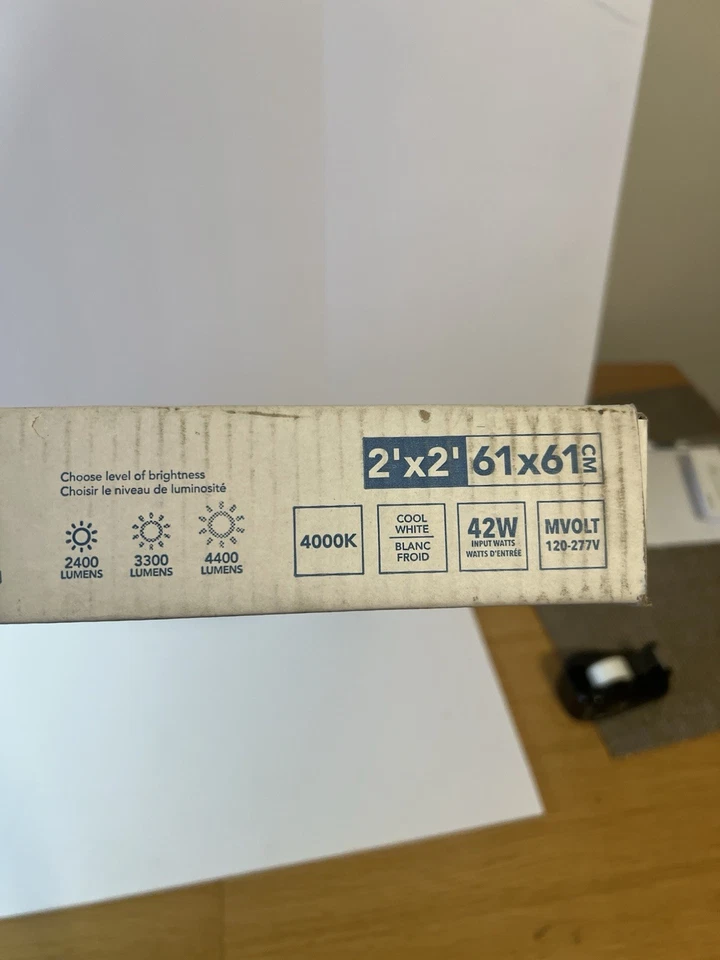 2'x2' 61x61 CM
Choose level of brightness
Choisir le niveau de luminosité
2400
LUMENS
3300
LUMENS
4400
LUMENS
4000K
COOL
WHITE
BLANC
FROID
42W
INPUT WATTS
WATTS D'ENTRÉE
MVOLT
120-277V